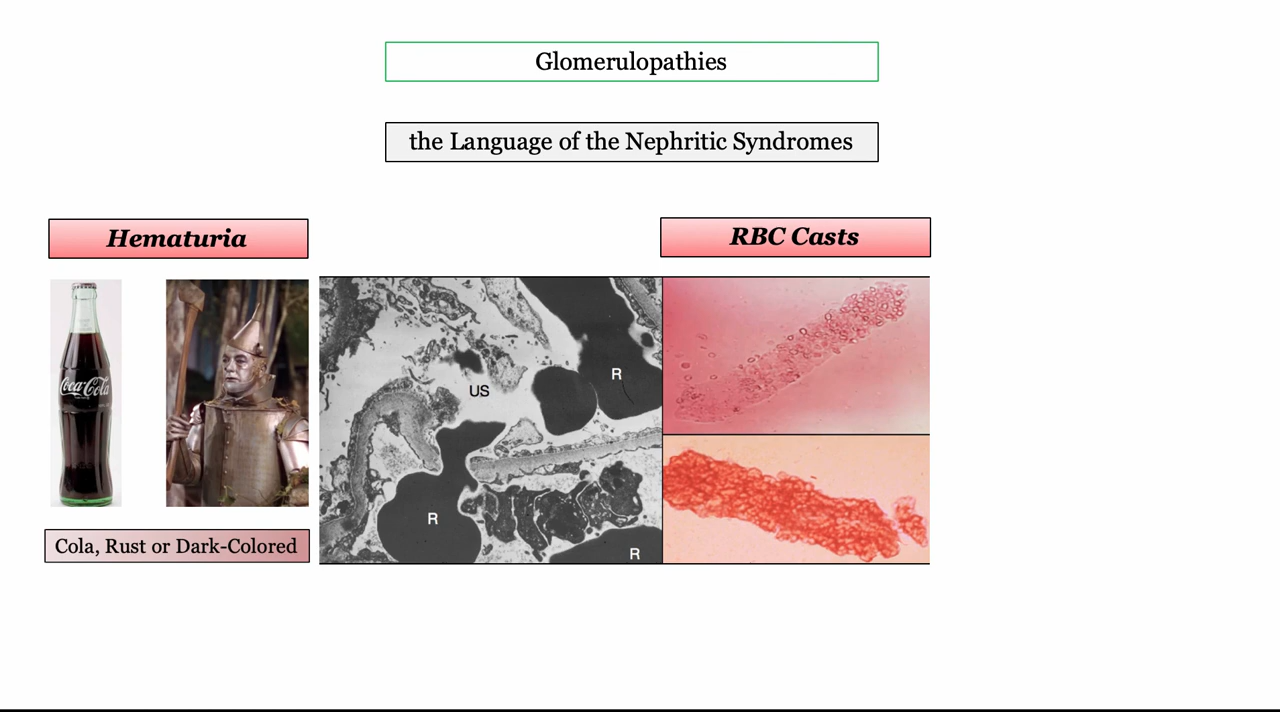 Glomerulopathies
the Language of the Nephritic Syndromes
Hematuria
RBC Casts
Coca-Cola
US
R
R
R
Cola, Rust or Dark-Colored